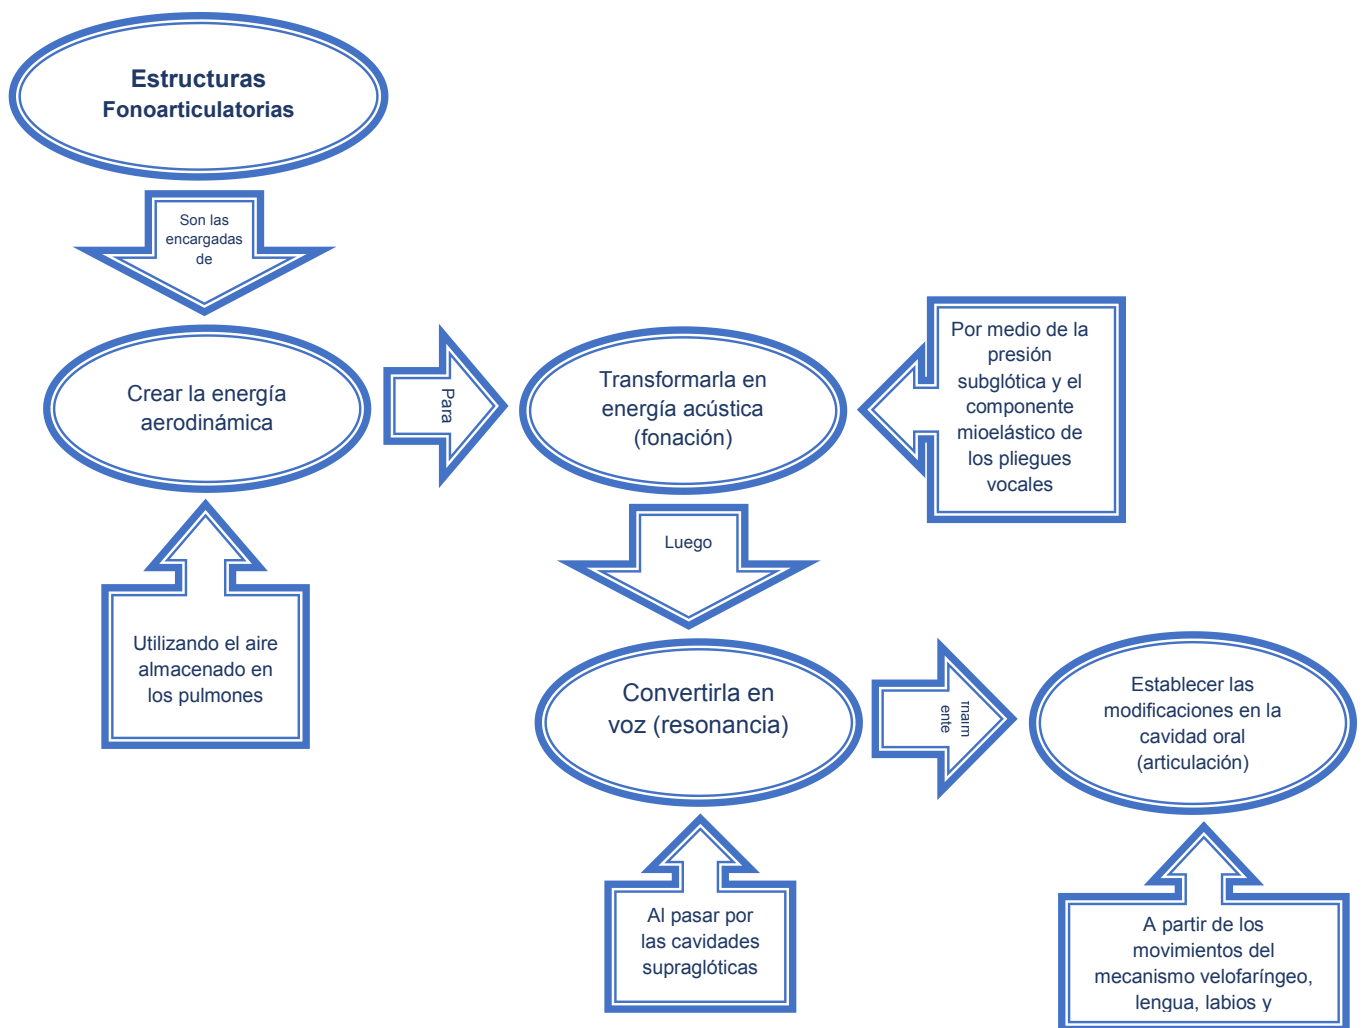 Estructuras
Fonoarticulatorias
Son las
encargadas
de
Crear la energía
aerodinámica
Para
Transformarla en
energía acústica
(fonación)
Por medio de la
presión
subglótica y el
componente
mioelástico de
los pliegues
vocales
Utilizando el aire
almacenado en
los pulmones
Luego
Convertirla en
voz (resonancia)
ente
Establecer las
modificaciones en la
cavidad oral
(articulación)
Al pasar por
las cavidades
supraglóticas
A partir de los
movimientos del
mecanismo velofaríngeo,
lengua, labios y